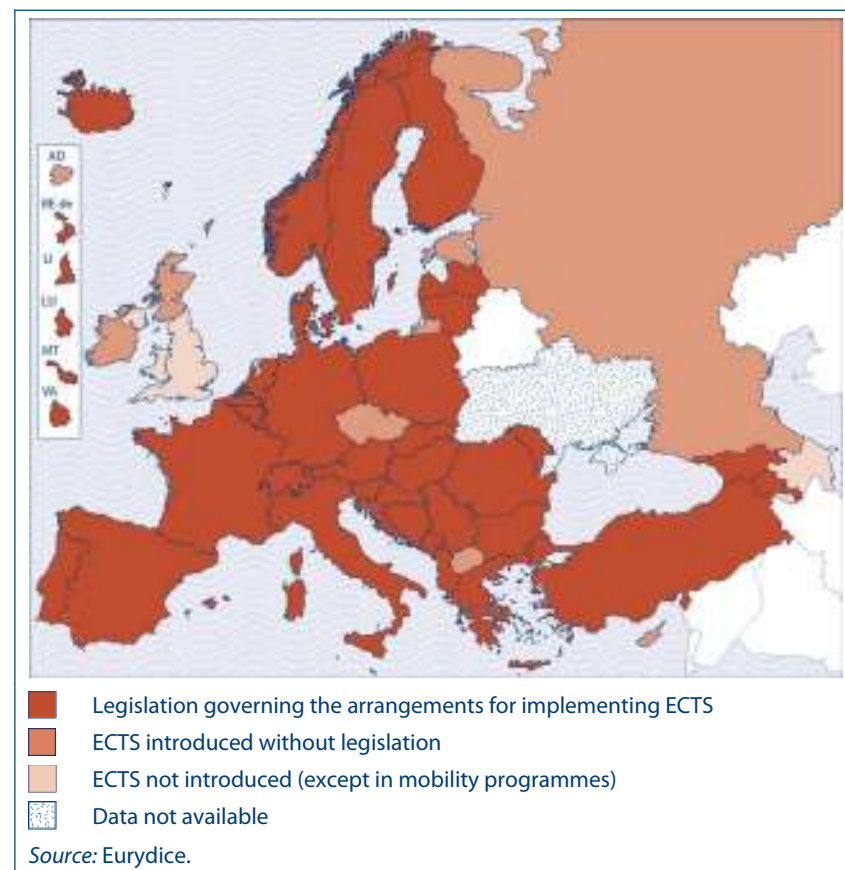 AD
BE de
LI
LU
MT
VA
Legislation governing the arrangements for implementing ECTS
ECTS introduced without legislation
ECTS not introduced (except in mobility programmes)
Data not available
Source: Eurydice.